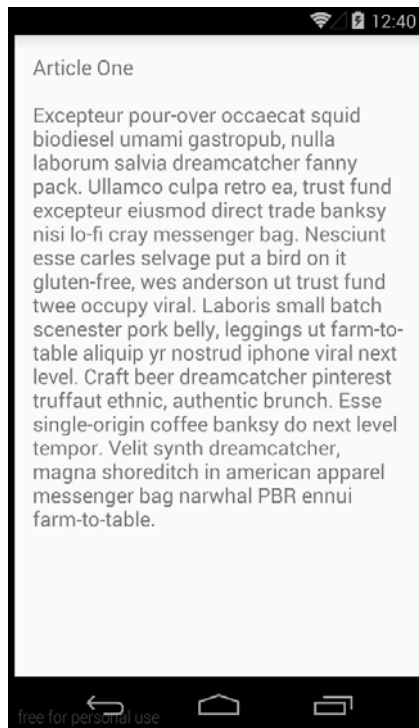 12:40
Article One
Excepteur pour-over occaecat squid
biodiesel umami gastropub, nulla
laborum salvia dreamcatcher fanny
pack. Ullamco culpa retro ea, trust fund
excepteur eiusmod direct trade banksy
nisi lo-fi cray messenger bag. Nesciunt
esse carles selvage put a bird on it
gluten-free, wes anderson ut trust fund
twee occupy viral. Laboris small batch
scenester pork belly, leggings ut farm-to-
table aliquip yr nostrud iphone viral next
level. Craft beer dreamcatcher pinterest
truffaut ethnic, authentic brunch. Esse
single-origin coffee banksy do next level
tempor. Velit synth dreamcatcher,
magna shoreditch in american apparel
messenger bag narwhal PBR ennui
farm-to-table.
free for personal use